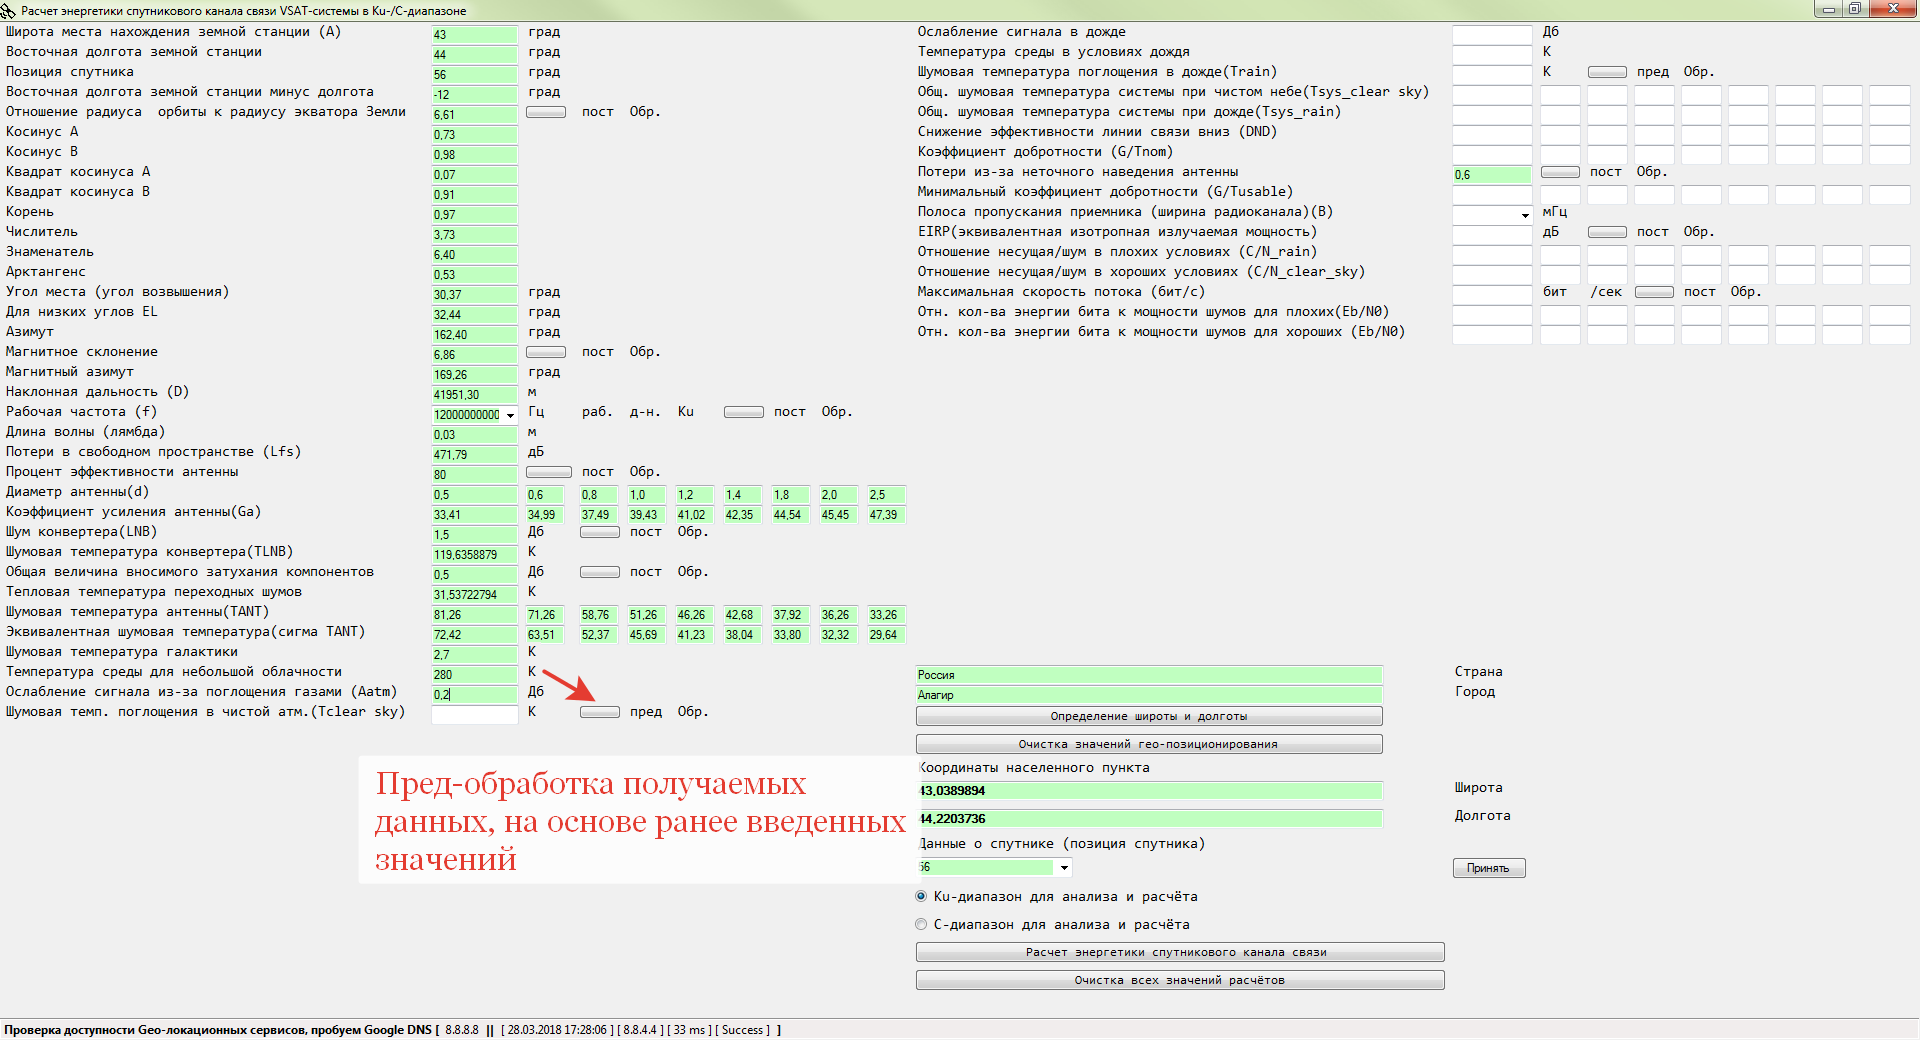 Расчет энергетики спутникового канала связи VSAT-системы в Ku-/C-диапазоне
Широта места нахождения земной станции (A) 43 град
Восточная долгота земной станции 44 град
Позиция спутника 56 град
Восточная долгота земной станции минус долгота -12 град
Отношение радиуса орбиты к радиусу экватора Земли 6,61 пост Обр.
Косинус A 0,73
Косинус B 0,98
Квадрат косинуса A 0,07
Квадрат косинуса B 0,91
Корень 0,97
Числитель 3,73
Знаменатель 6,40
Арктангенс 0,53
Угол места (угол возвышения) 30,37 град
Для низких углов EL 32,44 град
Азимут 162,40 град
Магнитное склонение 6,86 пост Обр.
Магнитный азимут 169,26 град
Наклонная дальность (D) 41951,30 м
Рабочая частота (f) 12000000000 Гц раб. д-н. Ku пост Обр.
Длина волны (лямбда) 0,03 м
Потери в свободном пространстве (Lfs) 471,79 дБ
Процент эффективности антенны 80 пост Обр.
Диаметр антенны(d) 0,5 0,6 0,8 1,0 1,2 1,4 1,8 2,0 2,5
Коэффициент усиления антенны(Ga) 33,41 34,99 37,49 39,43 41,02 42,35 44,54 45,45 47,39
Шум конвертера(LNB) 1,5 Дб пост Обр.
Шумовая температура конвертера(TLNB) 119,6358879 К
Общая величина вносимого затухания компонентов 0,5 Дб пост Обр.
Тепловая температура переходных шумов 31,53722794 К
Шумовая температура антенны(TANT) 81,26 71,26 58,76 51,26 46,26 42,68 37,92 36,26 33,26
Эквивалентная шумовая температура(сигма TANT) 72,42 63,51 52,37 45,69 41,23 38,04 33,80 32,32 29,64
Шумовая температура галактики 2,7 К
Температура среды для небольшой облачности 280 К
Ослабление сигнала из-за поглощения газами (Aatm) 0,2 Дб
Шумовая темп. поглощения в чистой атм.(Tclear sky) К пред Обр.
Пред-обработка получаемых
данных, на основе ранее введенных
значений
Ослабление сигнала в дожде Дб
Температура среды в условиях дождя К
Шумовая температура поглощения в дожде(Train) К пред Обр.
Общ. шумовая температура системы при чистом небе(Tsys_clear sky)
Общ. шумовая температура системы при дожде(Tsys_rain)
Снижение эффективности линии связи вниз (DND)
Коэффициент добротности (G/Tnom)
Потери из-за неточного наведения антенны 0,6 пост Обр.
Минимальный коэффициент добротности (G/Tusable)
Полоса пропускания приемника (ширина радиоканала)(B) мГц
EIRP(эквивалентная изотропная излучаемая мощность) дБ пост Обр.
Отношение несущая/шум в плохих условиях (C/N_rain)
Отношение несущая/шум в хороших условиях (C/N_clear_sky)
Максимальная скорость потока (бит/с) бит /сек пост Обр.
Отн. кол-ва энергии бита к мощности шумов для плохих(Eb/N0)
Отн. кол-ва энергии бита к мощности шумов для хороших (Eb/N0)
Россия Страна
Алагир Город
Определение широты и долготы
Очистка значений гео-позиционирования
Координаты населенного пункта
43,0389894 Широта
44,2203736 Долгота
Данные о спутнике (позиция спутника)
56 Принять
Ku-диапазон для анализа и расчёта
C-диапазон для анализа и расчёта
Расчет энергетики спутникового канала связи
Очистка всех значений расчётов
Проверка доступности Geo-локационных сервисов, пробуем Google DNS [ 8.8.8.8 || [ 28.03.2018 17:28:06 ] [ 8.8.4.4 ] [ 33 ms ] [ Success ] ]